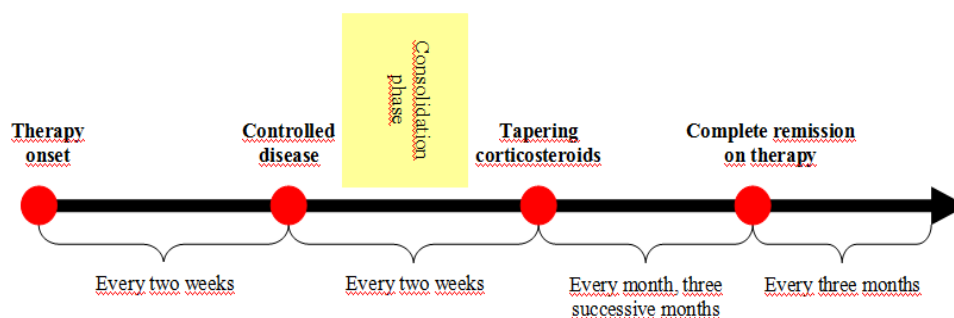 Consolidation
phase
Therapy
onset
Controlled
disease
Tapering
corticosteroids
Complete remission
on therapy
Every two weeks
Every two weeks
Every month, three
successive months
Every three months